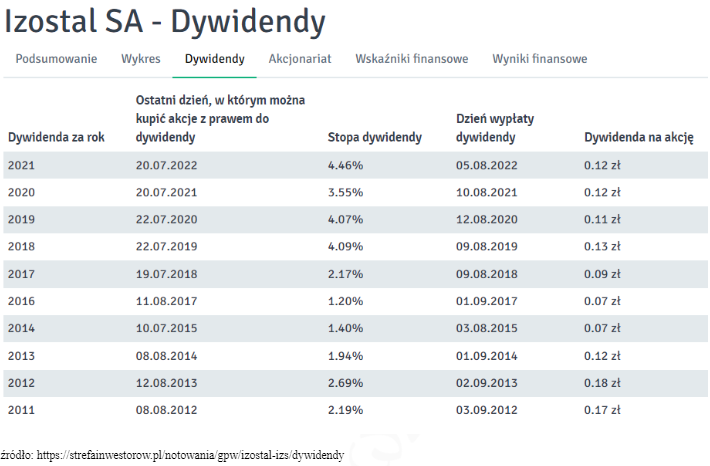 Izostal SA - Dywidendy
Podsumowanie Wykres Dywidendy Akcjonariat Wskaźniki finansowe Wyniki finansowe
Dywidenda za rok Ostatni dzień, w którym można kupić akcje z prawem do dywidendy Stopa dywidendy Dzień wypłaty dywidendy Dywidenda na akcję
2021 20.07.2022 4.46% 05.08.2022 0.12 zł
2020 20.07.2021 3.55% 10.08.2021 0.12 zł
2019 22.07.2020 4.07% 12.08.2020 0.11 zł
2018 22.07.2019 4.09% 09.08.2019 0.13 zł
2017 19.07.2018 2.17% 09.08.2018 0.09 zł
2016 11.08.2017 1.20% 01.09.2017 0.07 zł
2014 10.07.2015 1.40% 03.08.2015 0.07 zł
2013 08.08.2014 1.94% 01.09.2014 0.12 zł
2012 12.08.2013 2.69% 02.09.2013 0.18 zł
2011 08.08.2012 2.19% 03.09.2012 0.17 zł
źródło: https://strefainwestorow.pl/notowania/gpw/izostal-izs/dywidendy